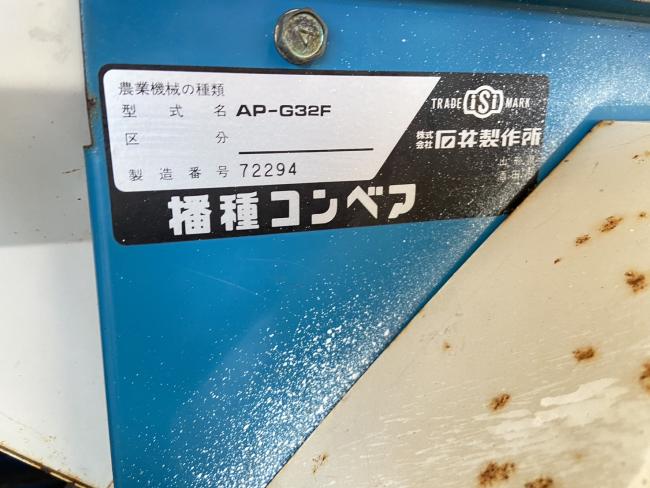 農業機械の種類
型式名 AP-G32F
区分
製造番号 72294
播種コンベア
TRADE ISI MARK
株式会社 石井製作所